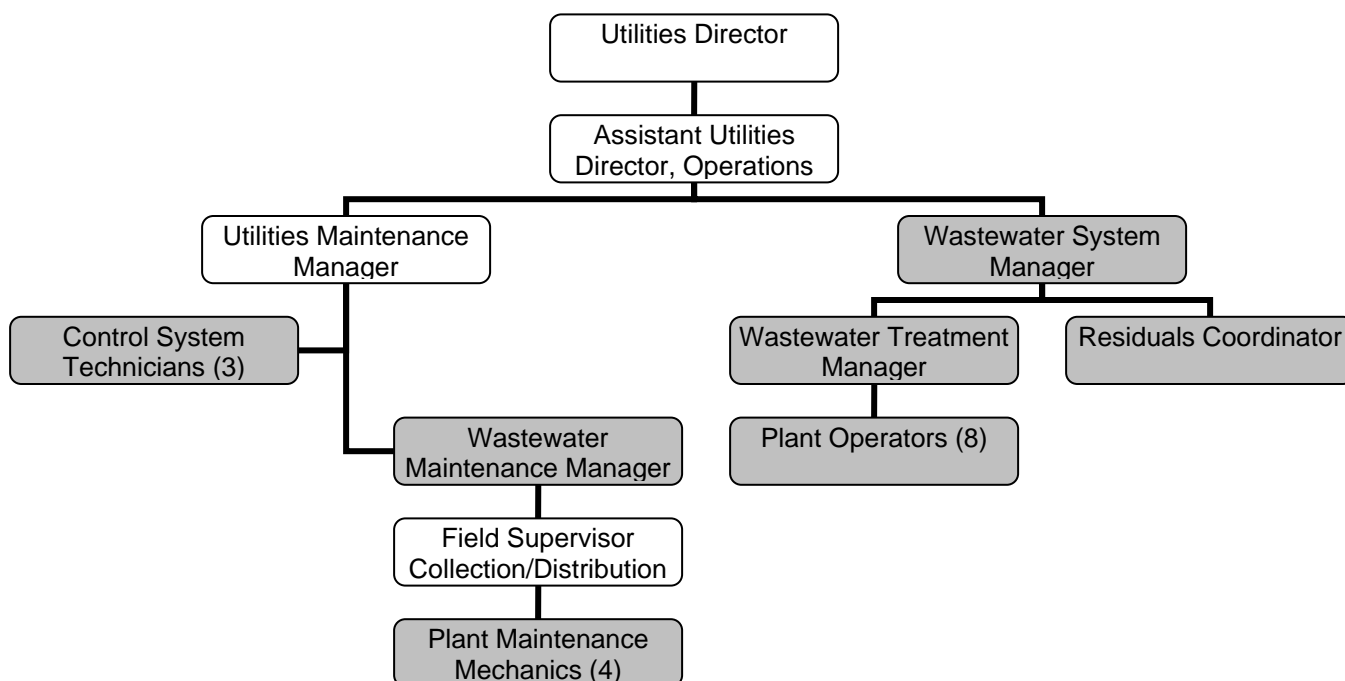 Utilities Director
Assistant Utilities
Director, Operations
Utilities Maintenance
Manager
Wastewater System
Manager
Control System
Technicians (3)
Wastewater Treatment
Manager
Residuals Coordinator
Wastewater
Maintenance Manager
Plant Operators (8)
Field Supervisor
Collection/Distribution
Plant Maintenance
Mechanics (4)